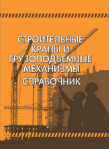 СТРОИТЕЛЬНЫЕ
КРАНЫ И
ГРУЗОПОДЪЕМНЫЕ
МЕХАНИЗМЫ
СПРАВОЧНИК